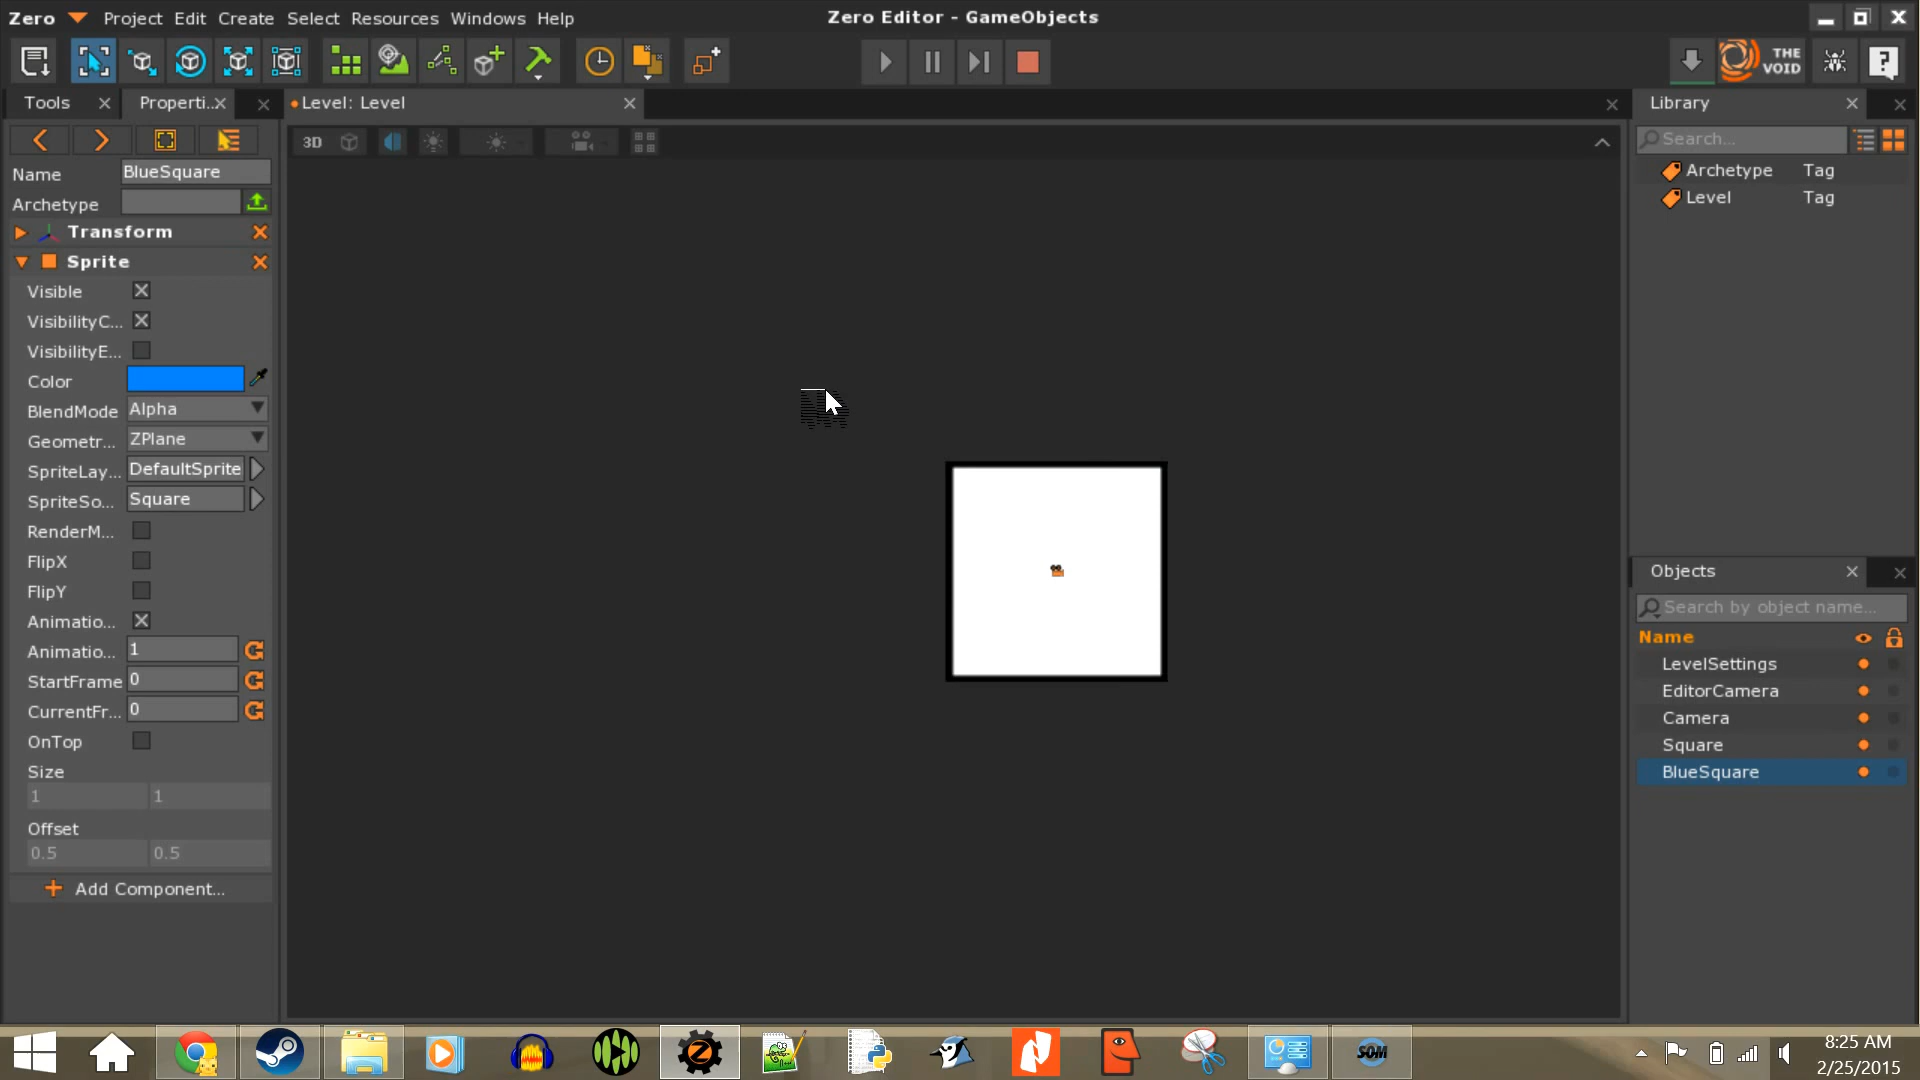 Zero Project Edit Create Select Resources Windows Help
Zero Editor - GameObjects
THE VOID
Tools
Properti...
Level: Level
Library
3D
Search...
Name BlueSquare
Archetype Tag
Archetype
Level Tag
Transform
Sprite
Visible
VisibilityC...
VisibilityE...
Color
BlendMode Alpha
Geometr... ZPlane
SpriteLay... DefaultSprite
SpriteSo... Square
RenderM...
FlipX
FlipY
Animatio...
Animatio... 1
StartFrame 0
CurrentFr... 0
OnTop
Size
1 1
Offset
0.5 0.5
Add Component...
Objects
Search by object name...
Name
LevelSettings
EditorCamera
Camera
Square
BlueSquare
SOM
8:25 AM
2/25/2015